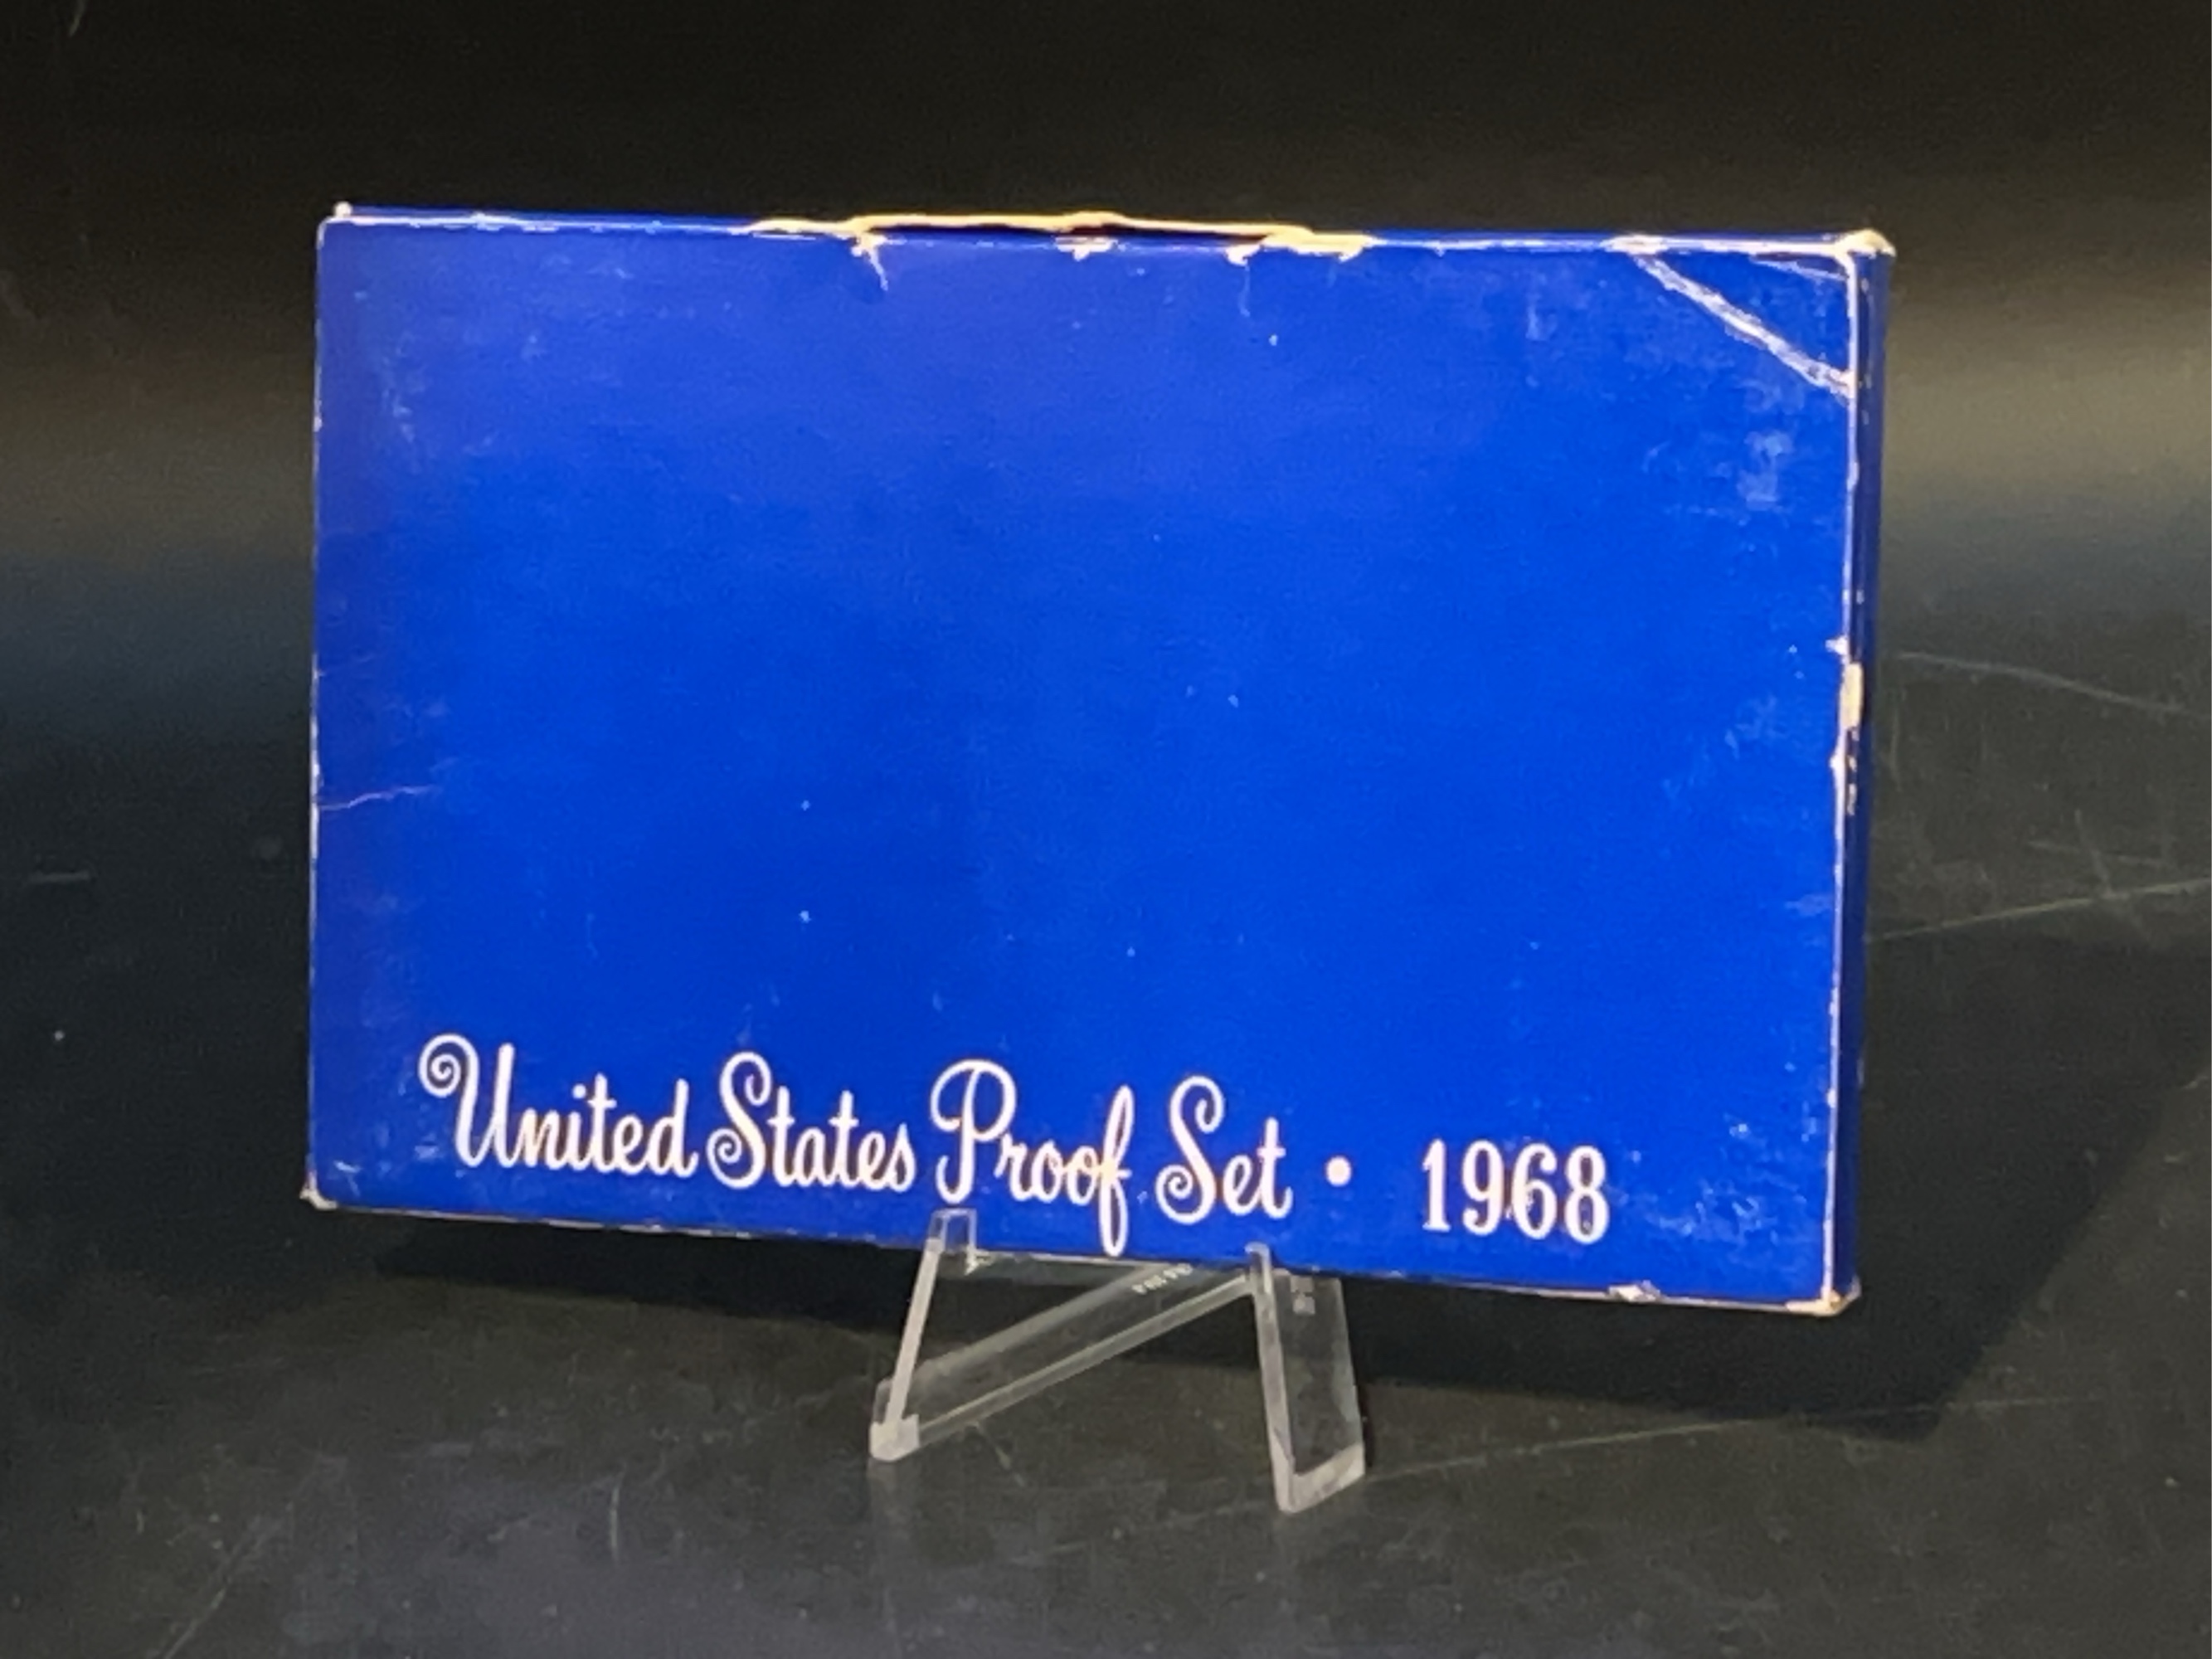 United States Proof Set • 1968